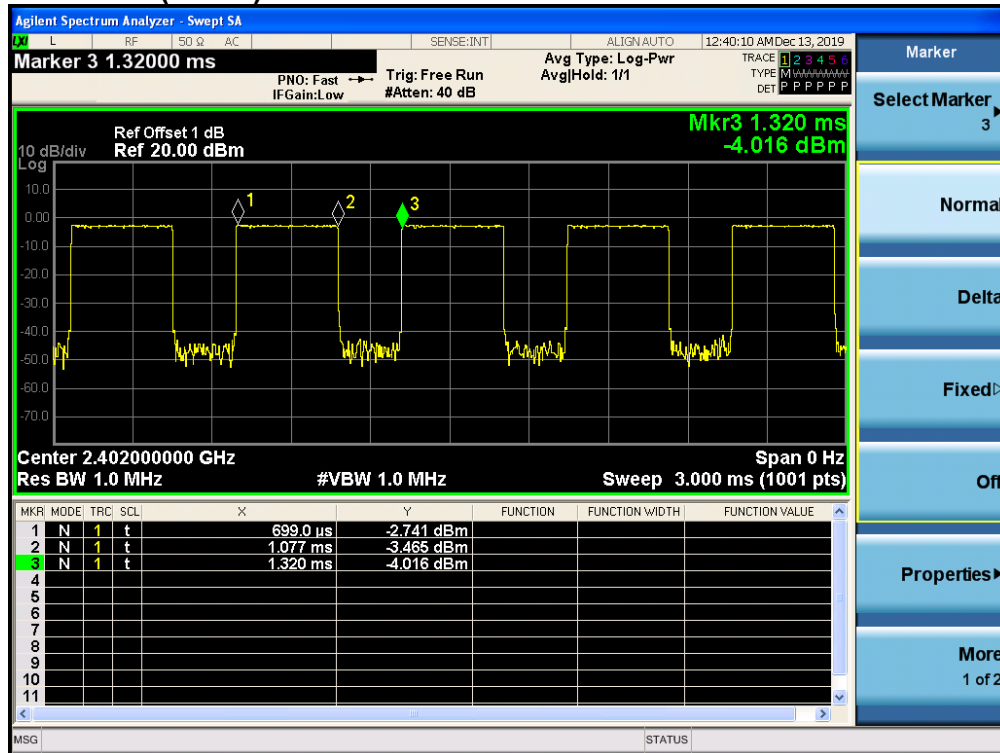 Agilent Spectrum Analyzer - Swept SA
LXI L RF 50 Ω AC SENSE:INT ALIGN AUTO 12:40:10 AM Dec 13, 2019
Marker 3 1.32000 ms
PNO: Fast
IFGain:Low
Trig: Free Run
#Atten: 40 dB
Avg Type: Log-Pwr
Avg|Hold: 1/1
TRACE 1 2 3 4 5 6
TYPE M W W W W W
DET P P P P P P
Ref Offset 1 dB
10 dB/div Ref 20.00 dBm
Log
Mkr3 1.320 ms
-4.016 dBm
10.0
0.00
-10.0
-20.0
-30.0
-40.0
-50.0
-60.0
-70.0
1
2
3
Center 2.402000000 GHz Span 0 Hz
Res BW 1.0 MHz #VBW 1.0 MHz Sweep 3.000 ms (1001 pts)
MKR MODE TRC SCL X Y FUNCTION FUNCTION WIDTH FUNCTION VALUE
1 N 1 t 699.0 µs -2.741 dBm
2 N 1 t 1.077 ms -3.465 dBm
3 N 1 t 1.320 ms -4.016 dBm
4
5
6
7
8
9
10
11
MSG STATUS
Marker
Select Marker
3
Normal
Delta
Fixed
Off
Properties
More
1 of 2